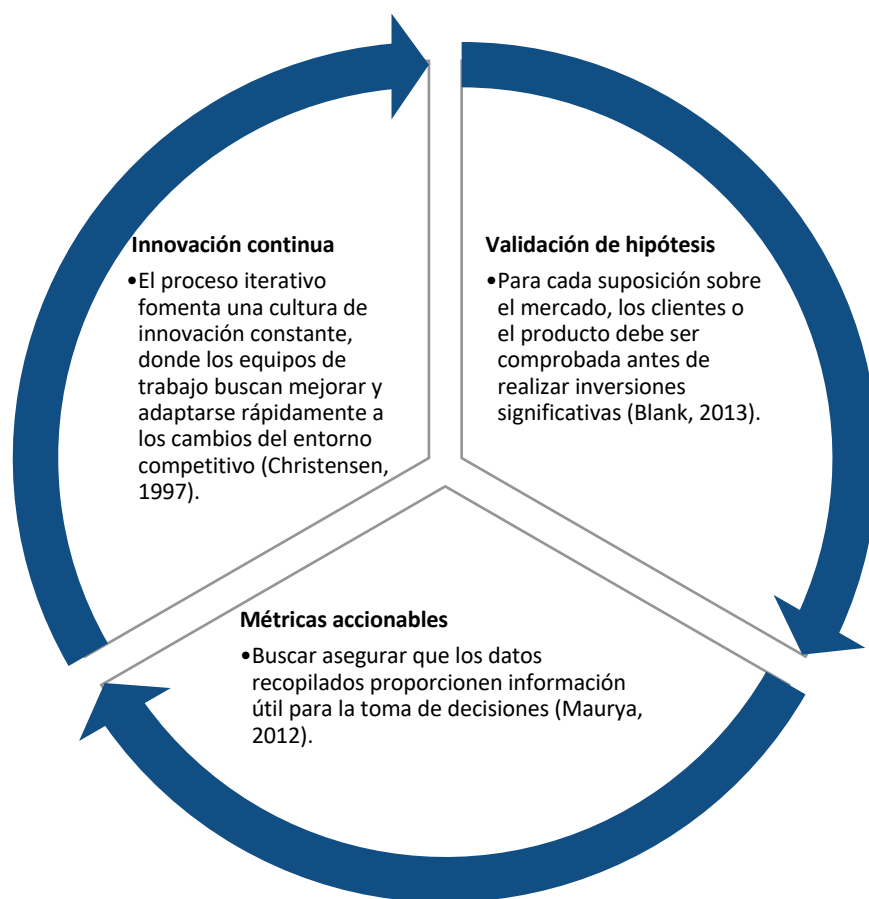 Innovación continua
•El proceso iterativo
fomenta una cultura de
innovación constante,
donde los equipos de
trabajo buscan mejorar y
adaptarse rápidamente a
los cambios del entorno
competitivo (Christensen,
1997).
Validación de hipótesis
•Para cada suposición sobre
el mercado, los clientes o
el producto debe ser
comprobada antes de
realizar inversiones
significativas (Blank, 2013).
Métricas accionables
•Buscar asegurar que los datos
recopilados proporcionen información
útil para la toma de decisiones (Maurya,
2012).